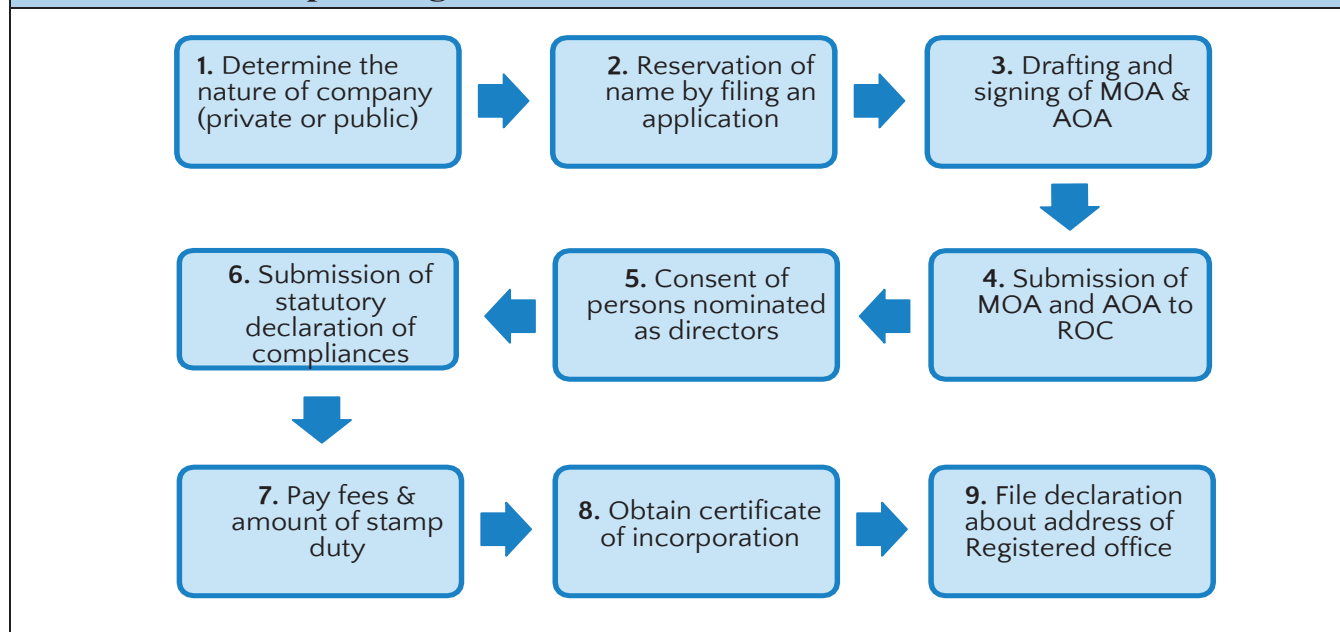 1. Determine the
nature of company
(private or public)
2. Reservation of
name by filing an
application
3. Drafting and
signing of MOA &
AOA
4. Submission of
MOA and AOA to
ROC
5. Consent of
persons nominated
as directors
6. Submission of
statutory
declaration of
compliances
7. Pay fees &
amount of stamp
duty
8. Obtain certificate
of incorporation
9. File declaration
about address of
Registered office